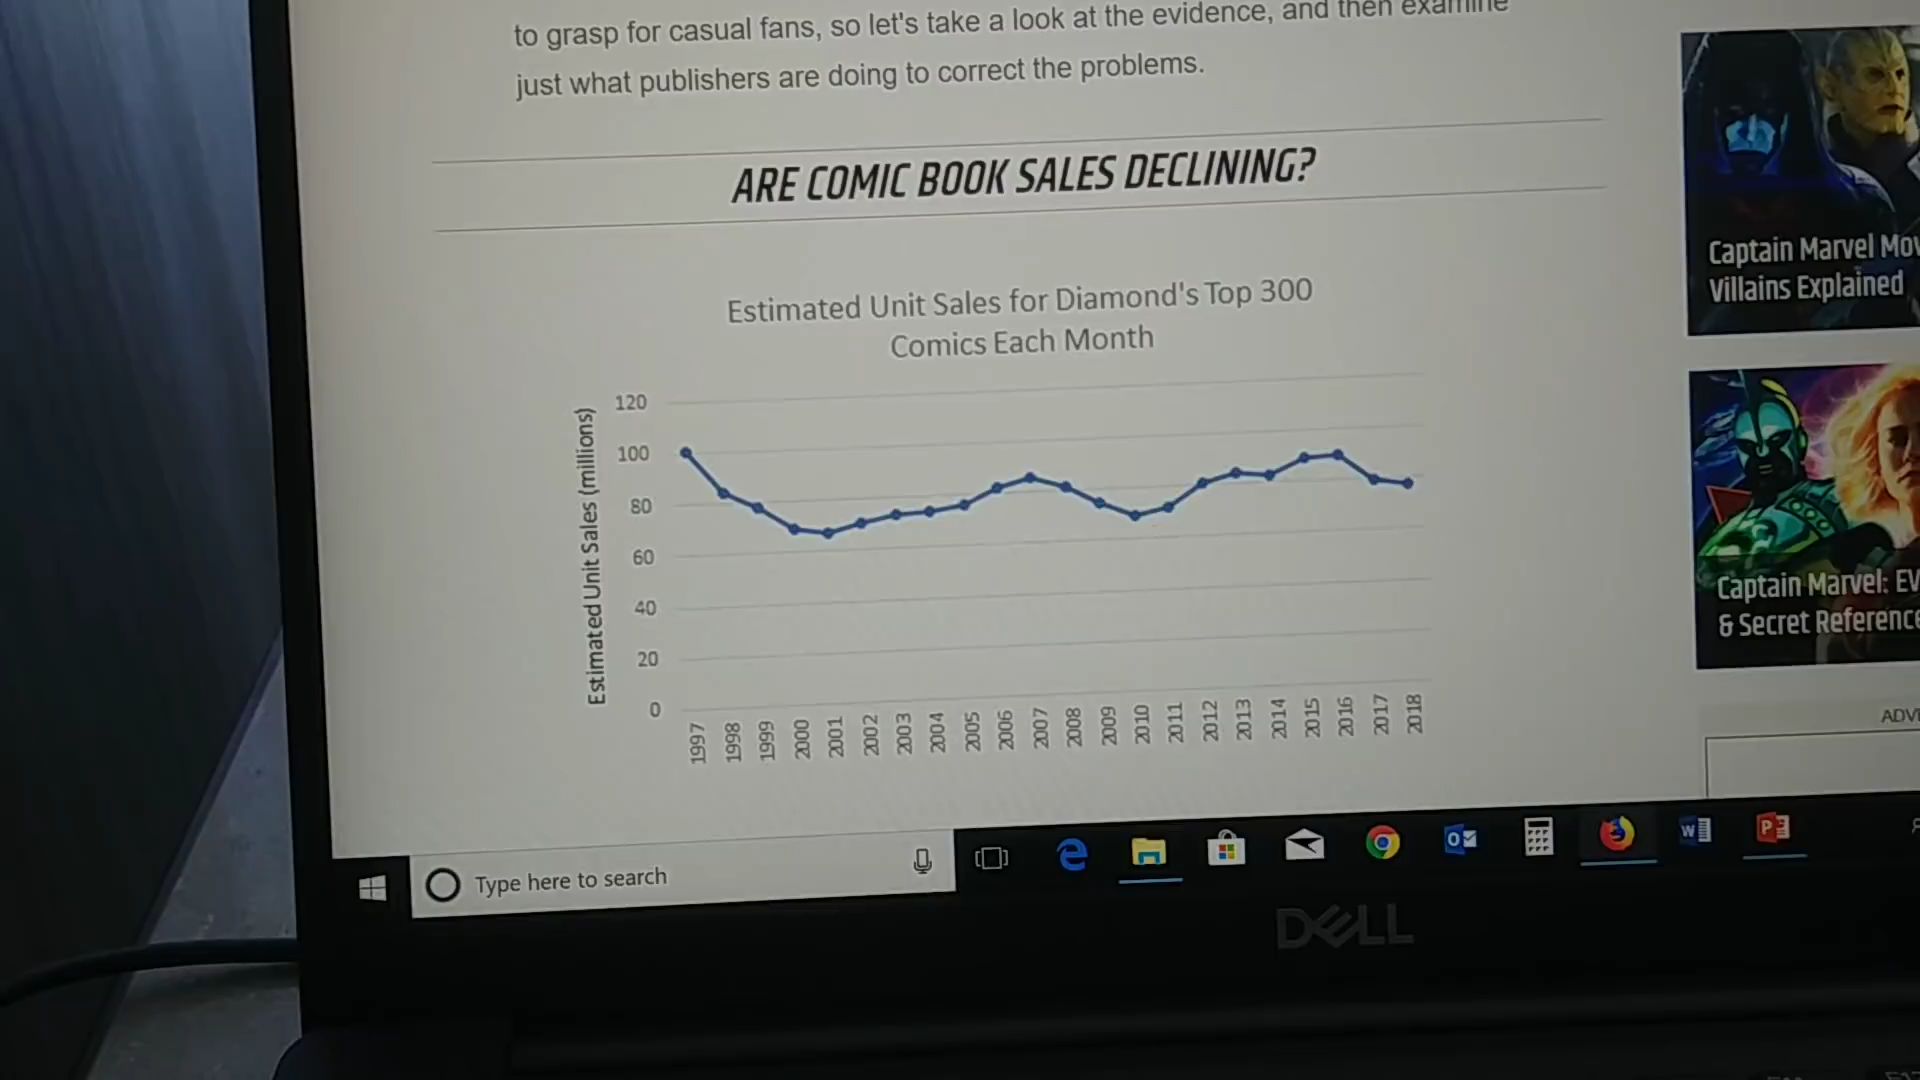 to grasp for casual fans, so let's take a look at the evidence, and then examine
just what publishers are doing to correct the problems.
ARE COMIC BOOK SALES DECLINING?
Estimated Unit Sales for Diamond's Top 300
Comics Each Month
Estimated Unit Sales (millions)
120
100
80
60
40
20
0
1997 1998 1999 2000 2001 2002 2003 2004 2005 2006 2007 2008 2009 2010 2011 2012 2013 2014 2015 2016 2017 2018
Captain Marvel Mov
Villains Explained
Captain Marvel: EV
& Secret Reference
ADVE
Type here to search
DELL